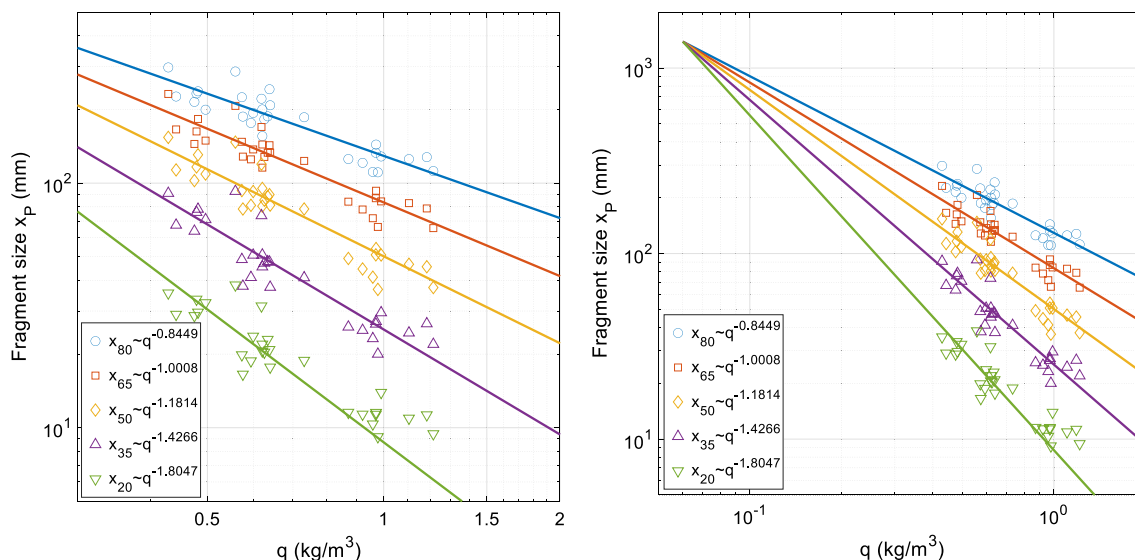 Fragment size x_P (mm)
10^2
10^1
0.5
1
1.5
2
q (kg/m^3)
x_80~q^-0.8449
x_65~q^-1.0008
x_50~q^-1.1814
x_35~q^-1.4266
x_20~q^-1.8047
Fragment size x_P (mm)
10^3
10^2
10^1
10^-1
10^0
q (kg/m^3)
x_80~q^-0.8449
x_65~q^-1.0008
x_50~q^-1.1814
x_35~q^-1.4266
x_20~q^-1.8047